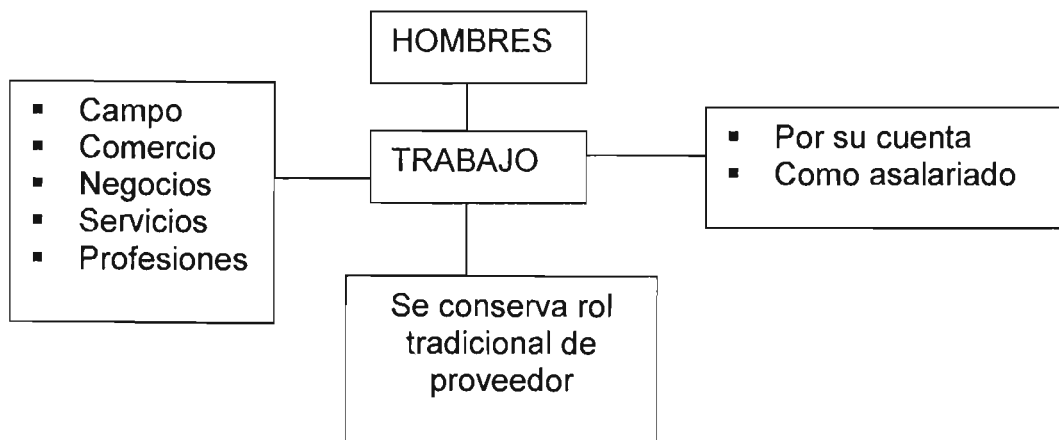 HOMBRES
▪ Campo
▪ Comercio
▪ Negocios
▪ Servicios
▪ Profesiones
TRABAJO
▪ Por su cuenta
▪ Como asalariado
Se conserva rol
tradicional de
proveedor